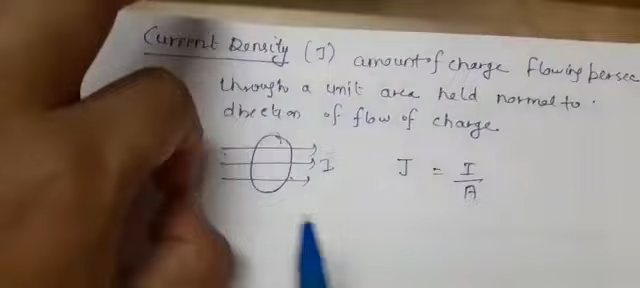 Current Density (J) amount of charge flowing per sec
through a unit area held normal to
direction of flow of charge.
I
J = I
A